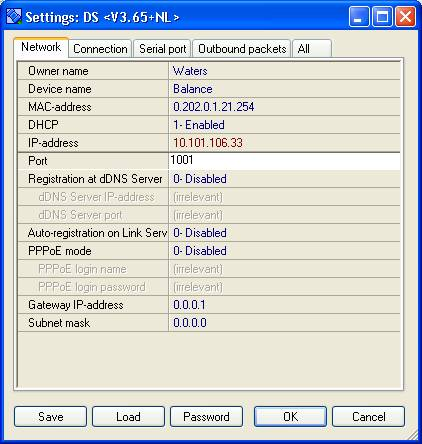 Settings: DS <V3.65+NL>
Network Connection Serial port Outbound packets All
Owner name Waters
Device name Balance
MAC-address 0.202.0.1.21.254
DHCP 1- Enabled
IP-address 10.101.106.33
Port 1001
Registration at dDNS Server 0- Disabled
dDNS Server IP-address (irrelevant)
dDNS Server port (irrelevant)
Auto-registration on Link Serv 0- Disabled
PPPoE mode 0- Disabled
PPPoE login name (irrelevant)
PPPoE login password (irrelevant)
Gateway IP-address 0.0.0.1
Subnet mask 0.0.0.0
Save Load Password OK Cancel